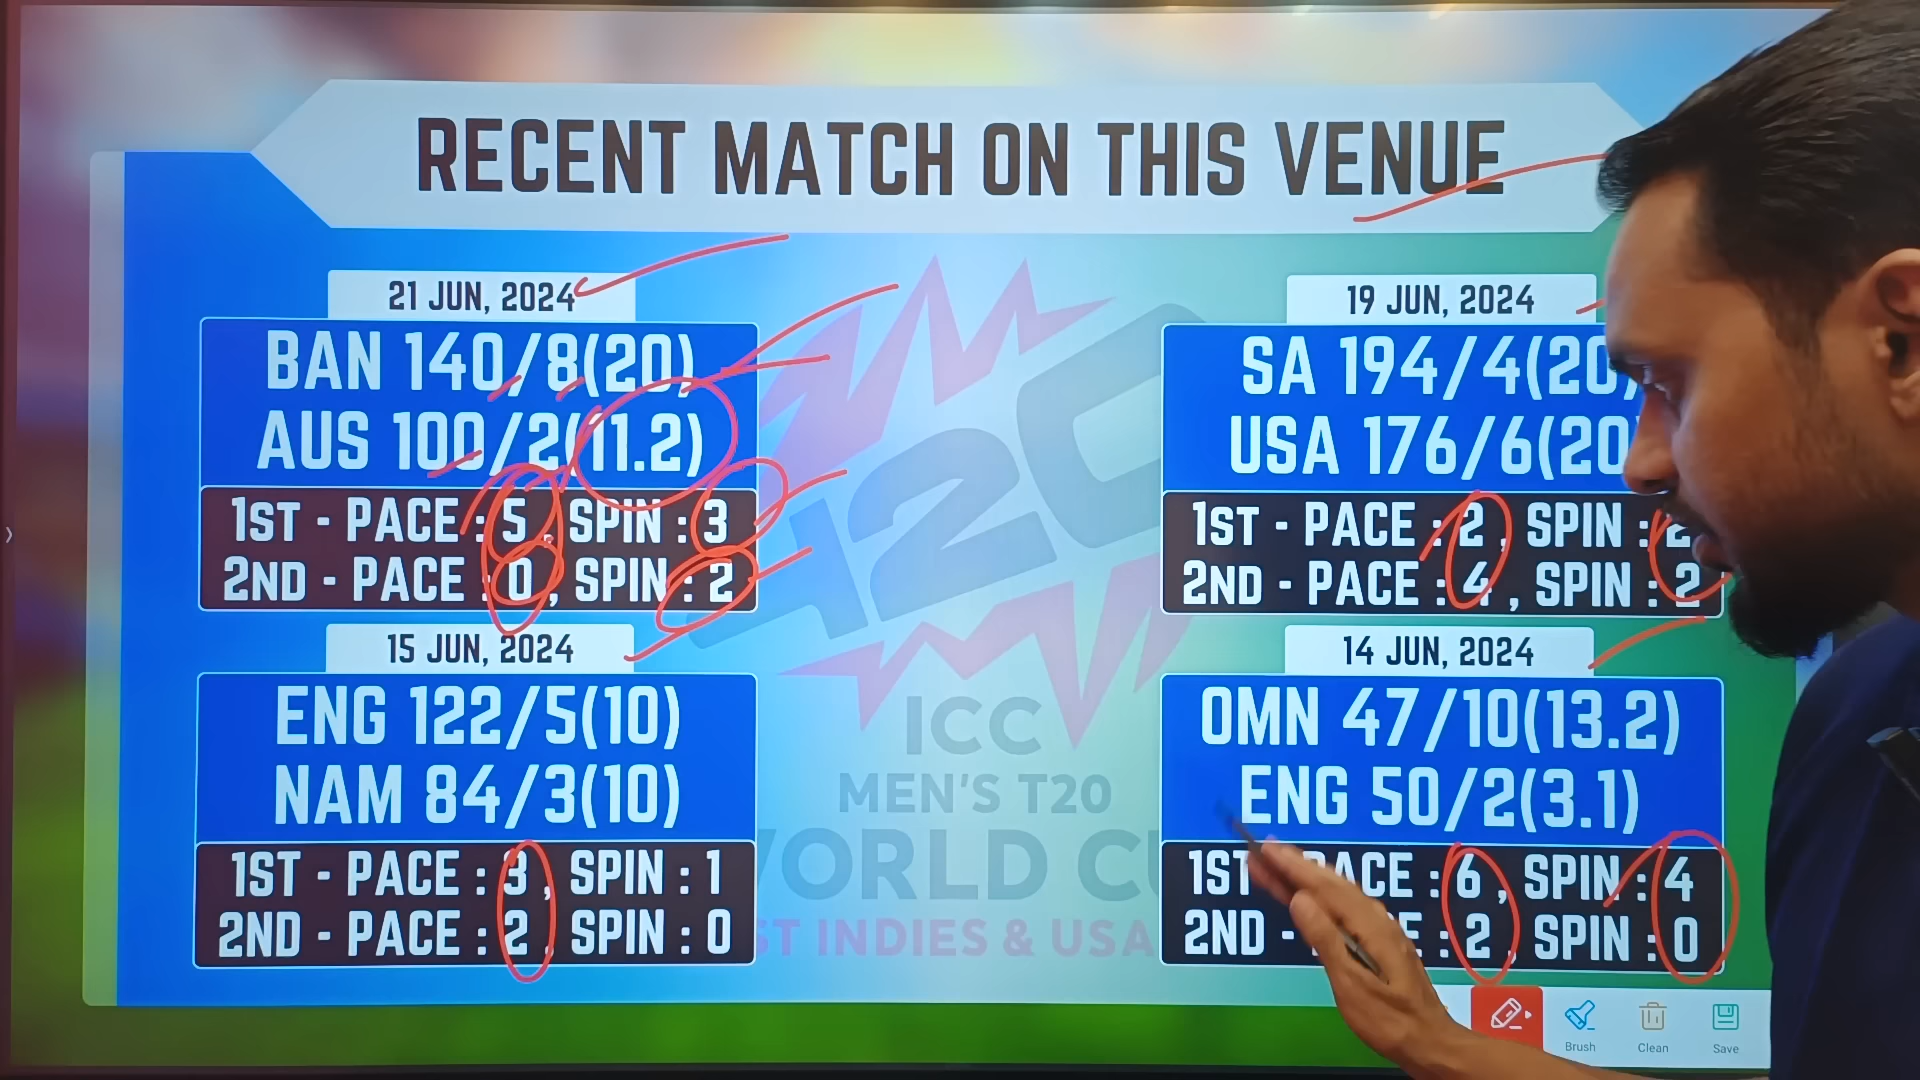 RECENT MATCH ON THIS VENUE
21 JUN, 2024
BAN 140/8(20)
AUS 100/2(11.2)
1ST - PACE : 5, SPIN : 3
2ND - PACE : 0, SPIN : 2
19 JUN, 2024
SA 194/4(20)
USA 176/6(20
1ST - PACE : 2, SPIN : 2
2ND - PACE : 4, SPIN : 2
15 JUN, 2024
ENG 122/5(10)
NAM 84/3(10)
1ST - PACE : 3, SPIN : 1
2ND - PACE : 2, SPIN : 0
14 JUN, 2024
OMN 47/10(13.2)
ENG 50/2(3.1)
1ST PACE : 6, SPIN : 4
2ND - E : 2, SPIN : 0
ICC
MEN'S T20
WORLD CU
ST INDIES & USA
Brush
Clean
Save